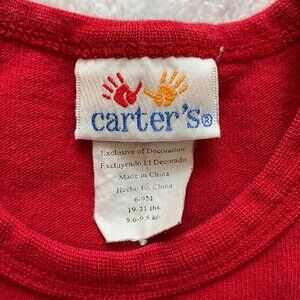 carter's®
Exclusive of Decoration
Excluyendo El Decorado
Made in China
Hecho En China
6-9M
19-21 lbs.
8.6-9.5 kg